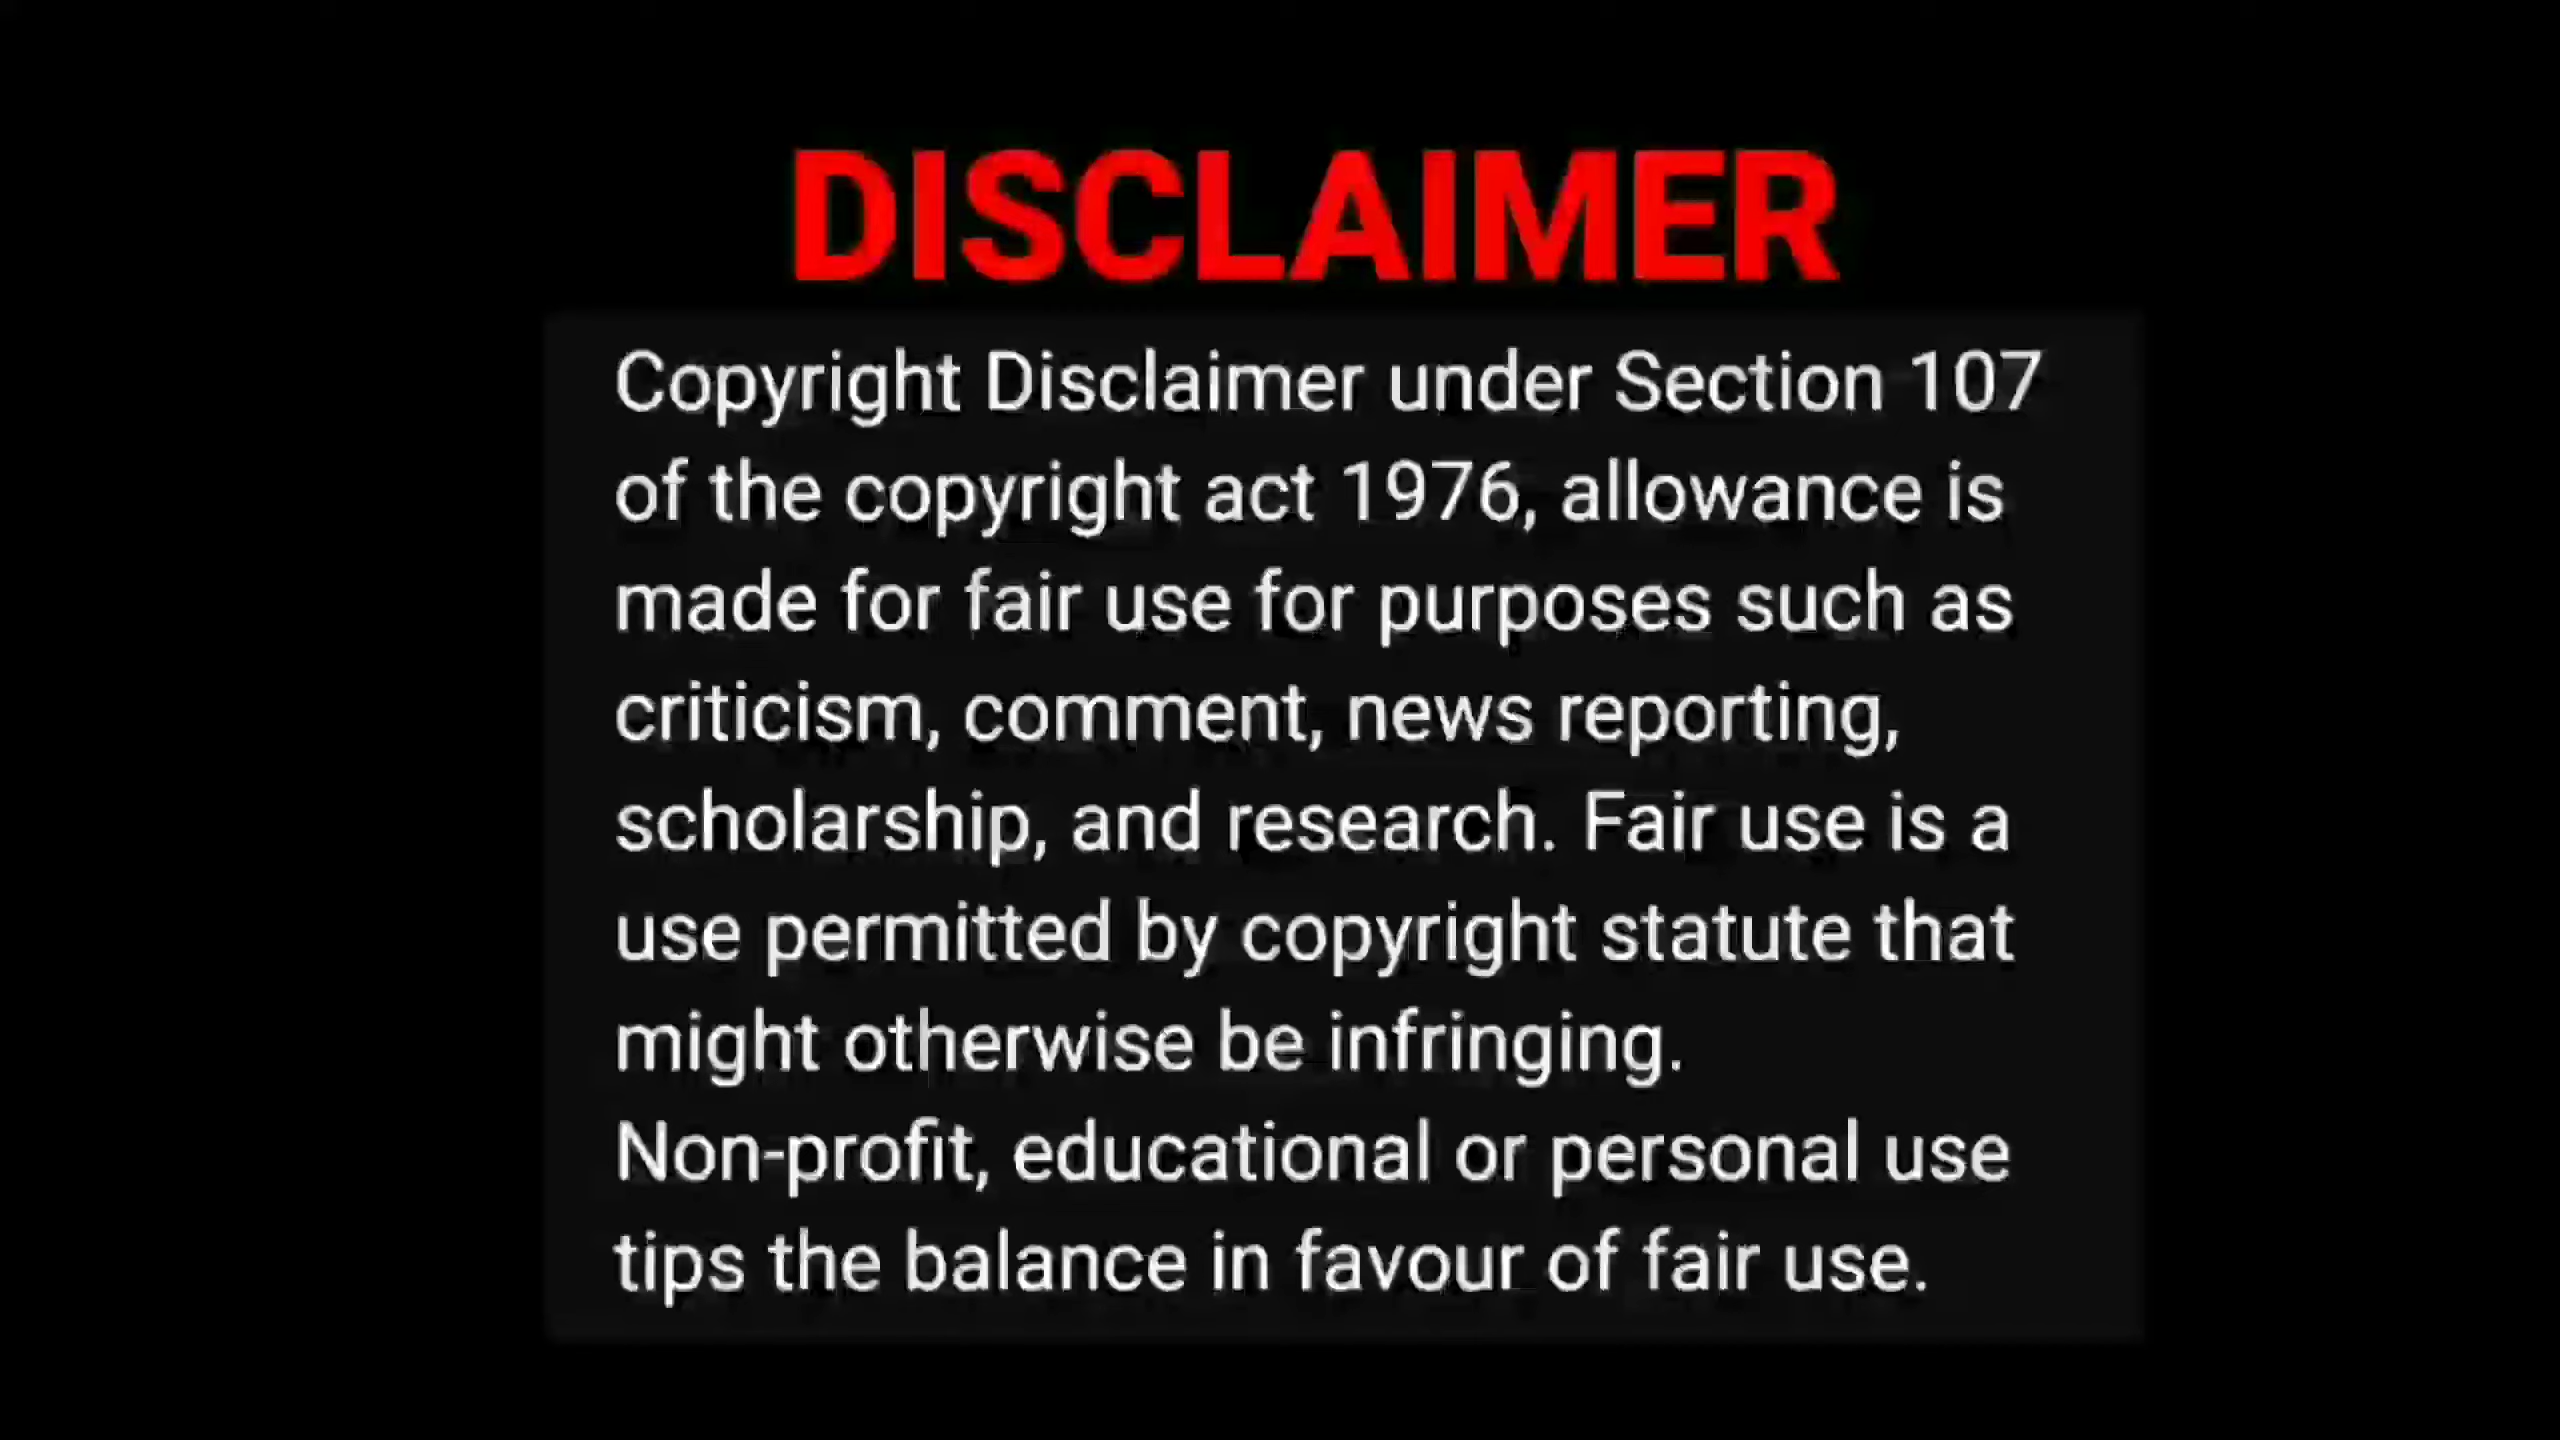 DISCLAIMER
Copyright Disclaimer under Section 107
of the copyright act 1976, allowance is
made for fair use for purposes such as
criticism, comment, news reporting,
scholarship, and research. Fair use is a
use permitted by copyright statute that
might otherwise be infringing.
Non-profit, educational or personal use
tips the balance in favour of fair use.